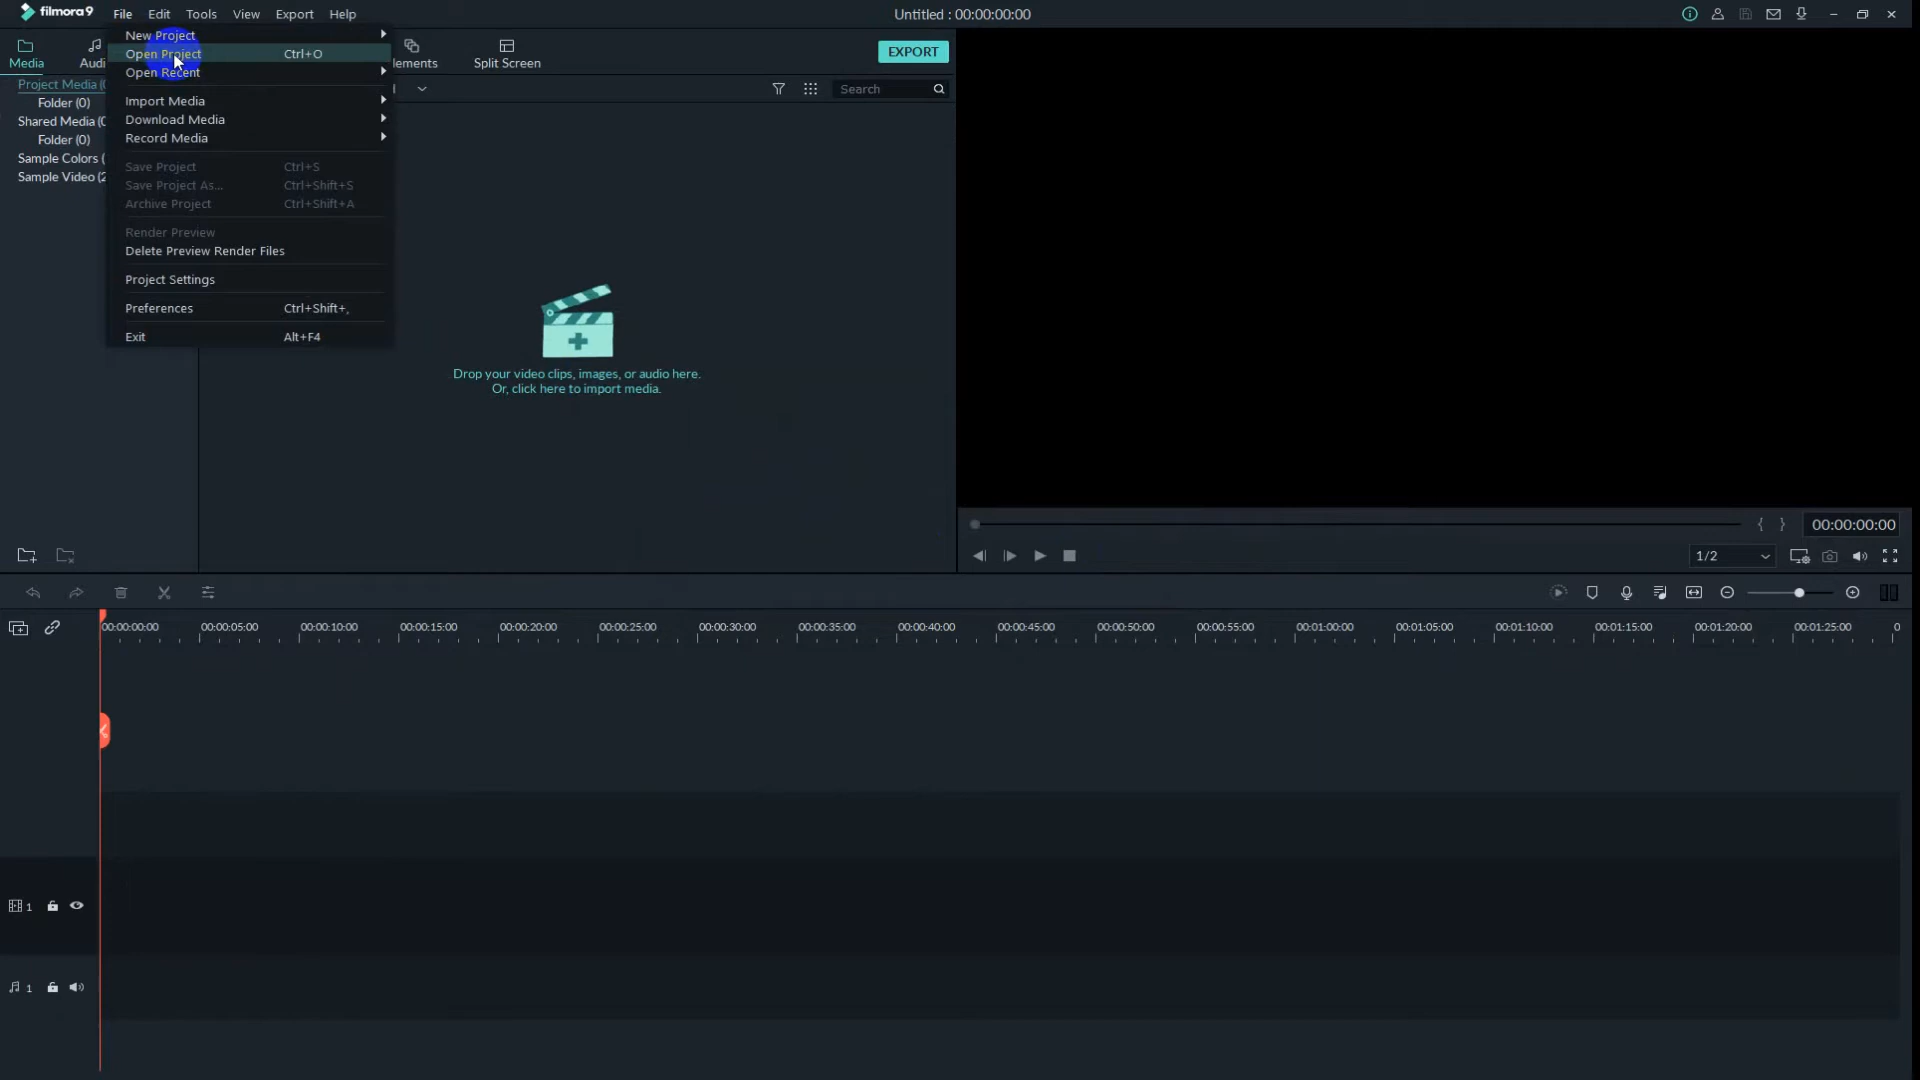 filmora9 File Edit Tools View Export Help Untitled : 00:00:00:00
Media
Audi
lements
Split Screen
EXPORT
New Project
Open Project Ctrl+O
Open Recent
Import Media
Download Media
Record Media
Save Project Ctrl+S
Save Project As... Ctrl+Shift+S
Archive Project Ctrl+Shift+A
Render Preview
Delete Preview Render Files
Project Settings
Preferences Ctrl+Shift+,
Exit Alt+F4
Project Media (
Folder (0)
Shared Media (0
Folder (0)
Sample Colors (
Sample Video (2
Search
Drop your video clips, images, or audio here.
Or, click here to import media.
00:00:00:00
1/2
00:00:00:00 00:00:05:00 00:00:10:00 00:00:15:00 00:00:20:00 00:00:25:00 00:00:30:00 00:00:35:00 00:00:40:00 00:00:45:00 00:00:50:00 00:00:55:00 00:01:00:00 00:01:05:00 00:01:10:00 00:01:15:00 00:01:20:00 00:01:25:00 0
1
1